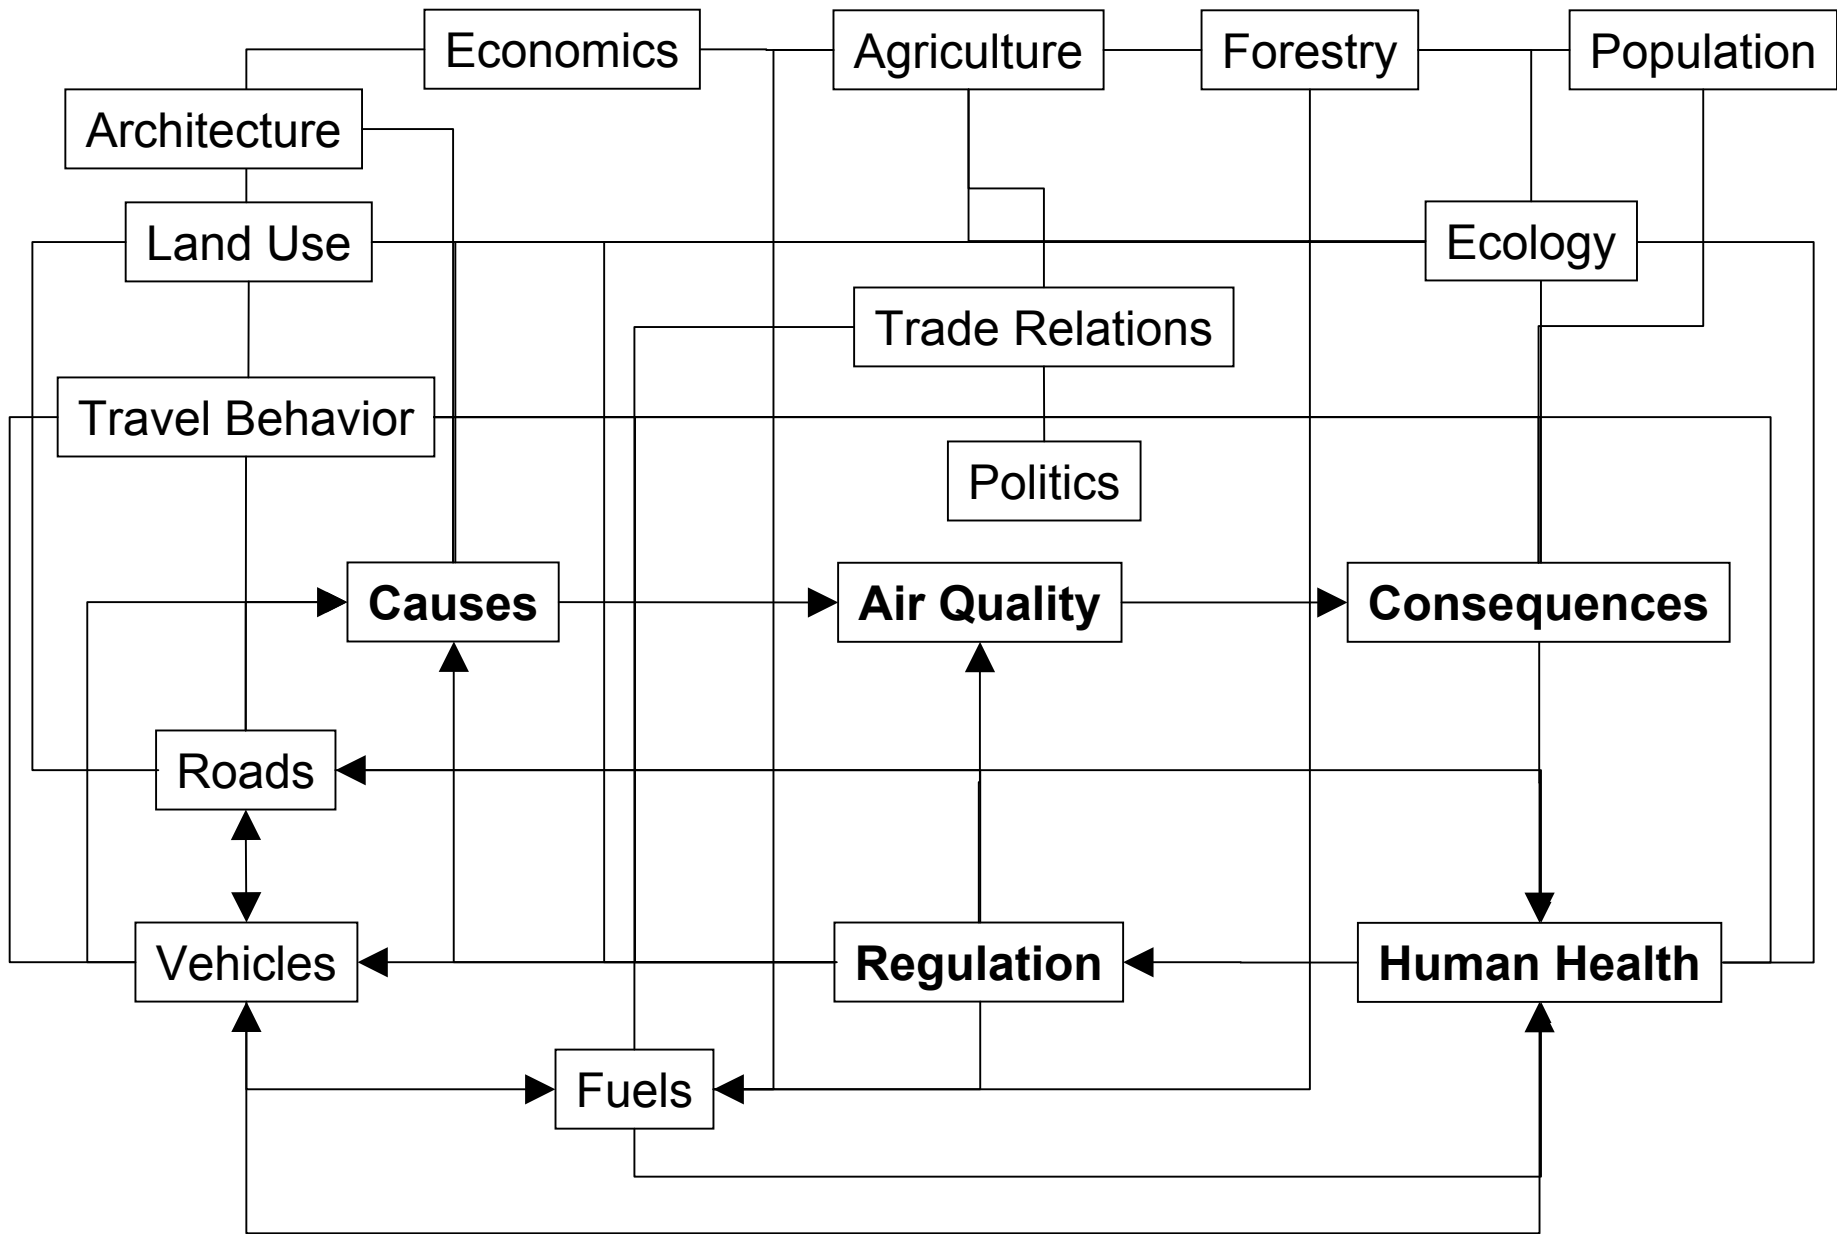 Economics
Agriculture
Forestry
Population
Architecture
Land Use
Ecology
Trade Relations
Travel Behavior
Politics
Causes
Air Quality
Consequences
Roads
Vehicles
Regulation
Human Health
Fuels